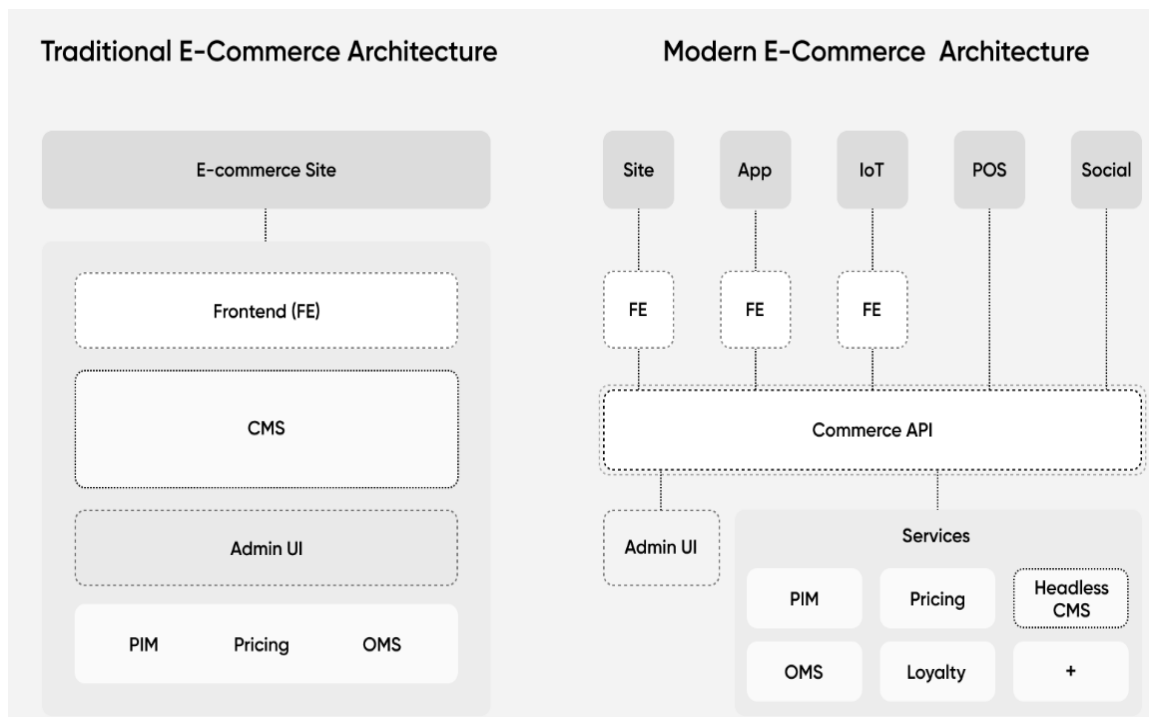 Traditional E-Commerce Architecture
E-commerce Site
Frontend (FE)
CMS
Admin UI
PIM Pricing OMS
Modern E-Commerce Architecture
Site App IoT POS Social
FE FE FE
Commerce API
Admin UI
Services
PIM Pricing Headless
CMS
OMS Loyalty +